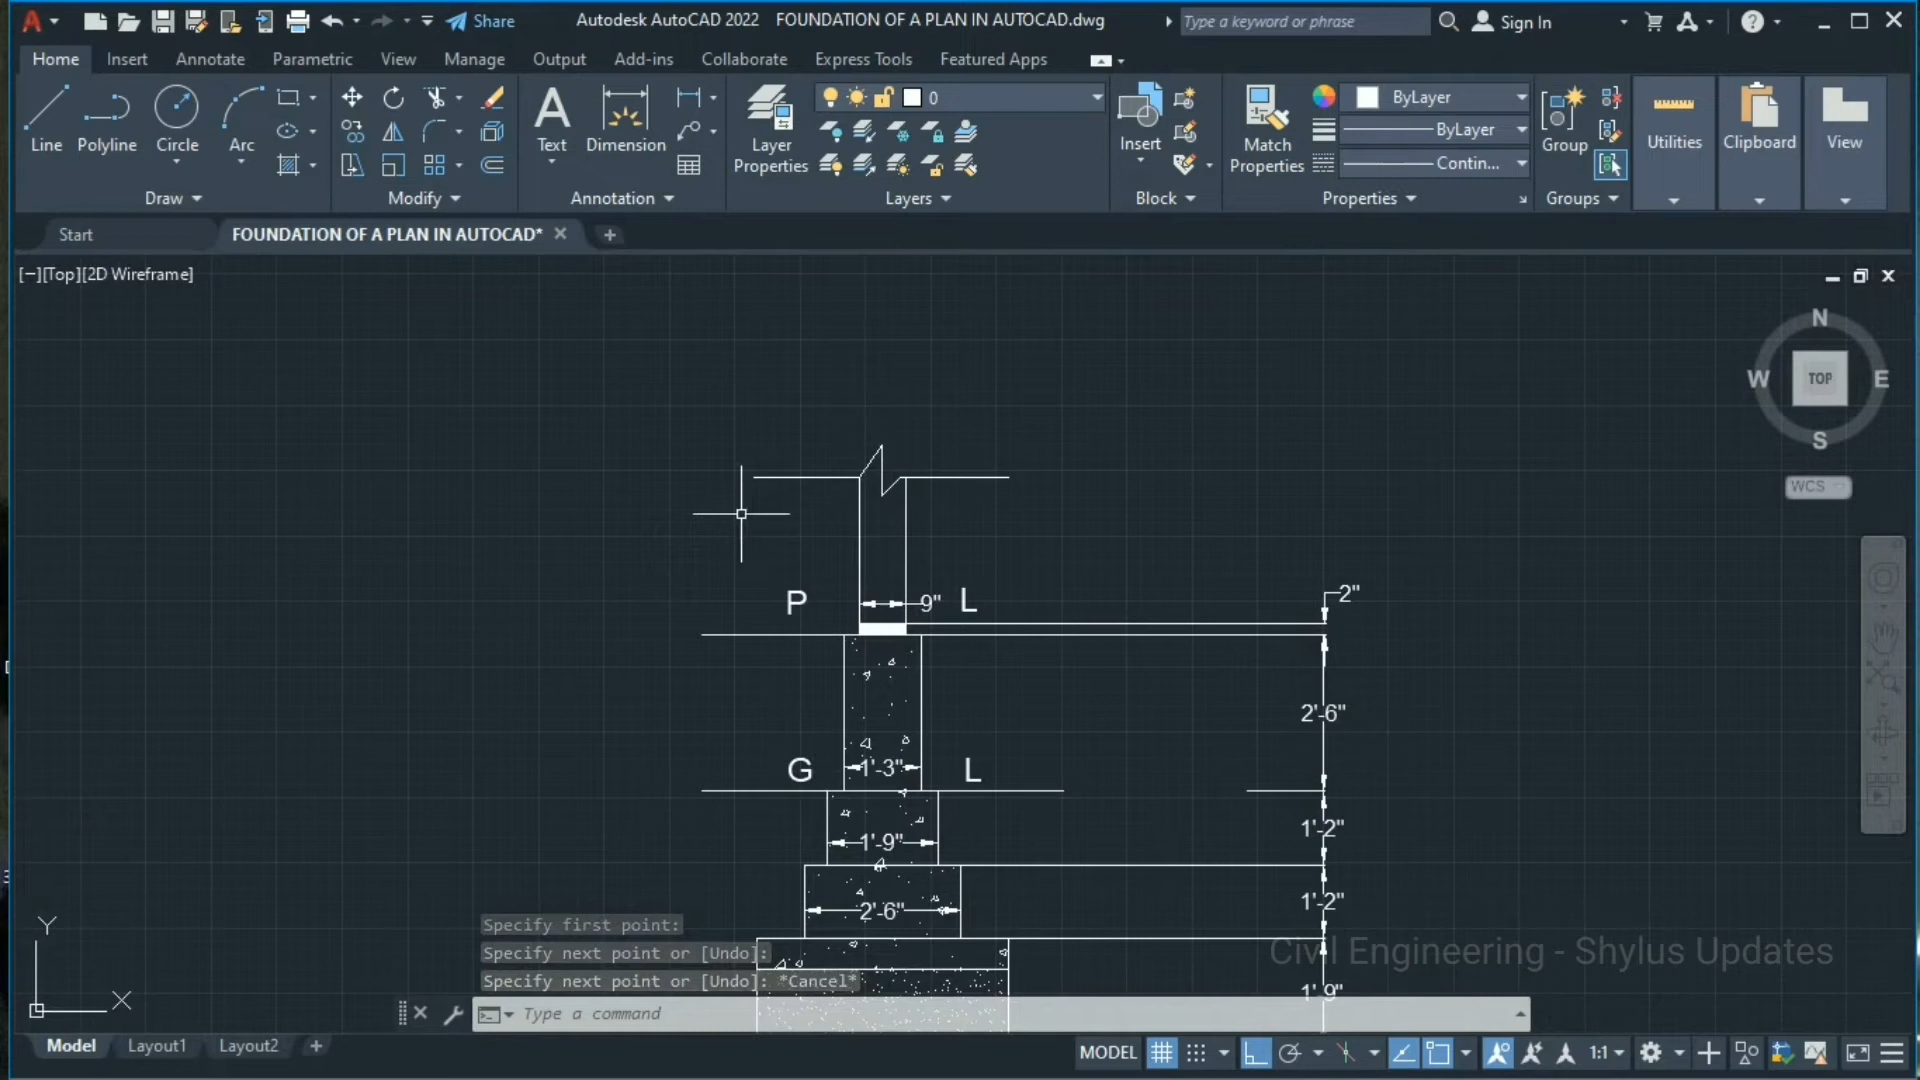 Share
Autodesk AutoCAD 2022 FOUNDATION OF A PLAN IN AUTOCAD.dwg
Type a keyword or phrase
Sign In
Home Insert Annotate Parametric View Manage Output Add-ins Collaborate Express Tools Featured Apps
0
ByLayer
ByLayer
Contin...
Line Polyline Circle Arc
Text Dimension
Layer Properties
Insert
Match Properties
Group
Utilities
Clipboard
View
Draw Modify Annotation Layers Block Properties Groups
Start
FOUNDATION OF A PLAN IN AUTOCAD*
[−][Top][2D Wireframe]
N
W TOP E
S
WCS
2"
P 9" L
2'-6"
G 1'-3" L
1'-9" 1'-2"
2'-6" 1'-2"
Civil Engineering - Shylus Updates
1'-9"
Y
X
Specify first point:
Specify next point or [Undo]:
Specify next point or [Undo]: *Cancel*
Type a command
Model Layout1 Layout2
MODEL 1:1